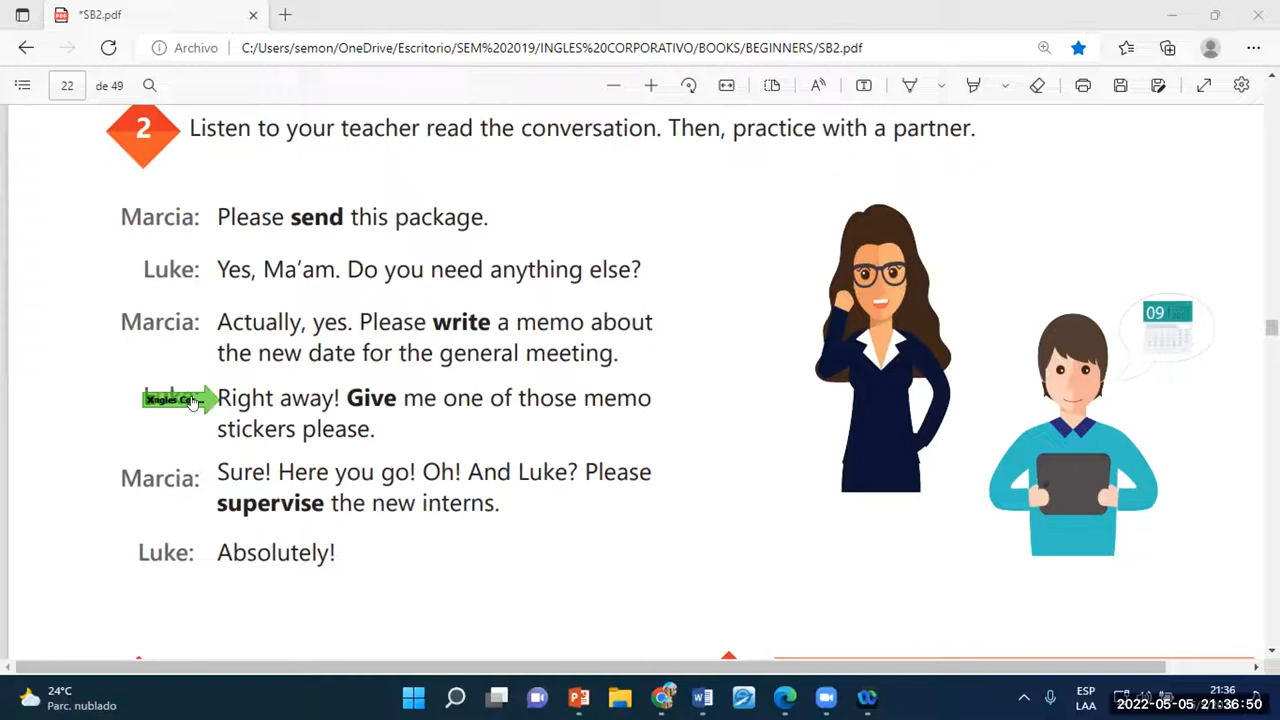 *SB2.pdf
Archivo
C:/Users/semon/OneDrive/Escritorio/SEM%202019/INGLES%20CORPORATIVO/BOOKS/BEGINNERS/SB2.pdf
22 de 49
2 Listen to your teacher read the conversation. Then, practice with a partner.
Marcia: Please send this package.
Luke: Yes, Ma’am. Do you need anything else?
Marcia: Actually, yes. Please write a memo about
the new date for the general meeting.
Right away! Give me one of those memo
stickers please.
Marcia: Sure! Here you go! Oh! And Luke? Please
supervise the new interns.
Luke: Absolutely!
09
24°C
Parc. nublado
ESP
LAA
21:36
2022-05-05 21:36:50